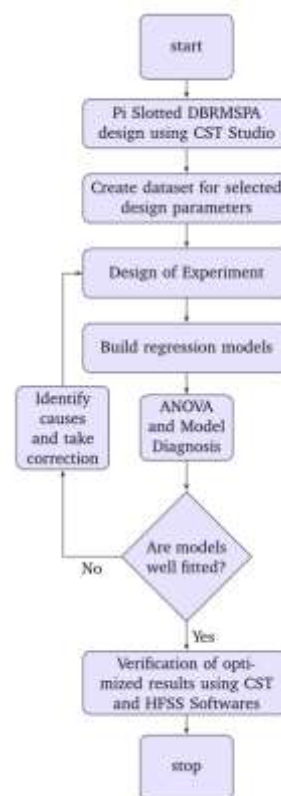 start
Pi Slotted DBRMSPA
design using CST Studio
Create dataset for selected
design parameters
Design of Experiment
Build regression models
Identify
causes
and take
correction
ANOVA
and Model
Diagnosis
Are models
well fitted?
No
Yes
Verification of opti-
mized results using CST
and HFSS Softwares
stop